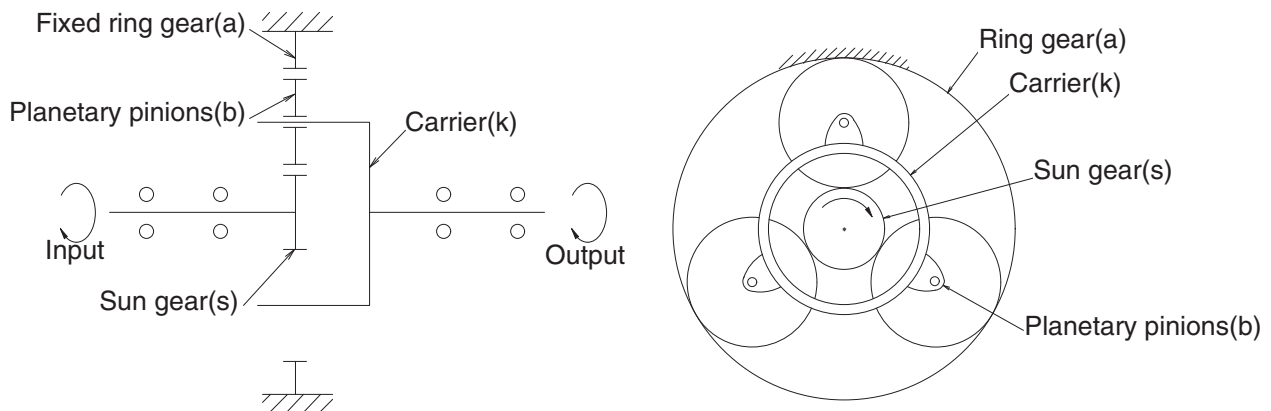 Fixed ring gear(a)
Planetary pinions(b)
Carrier(k)
Input
Output
Sun gear(s)
Ring gear(a)
Carrier(k)
Sun gear(s)
Planetary pinions(b)